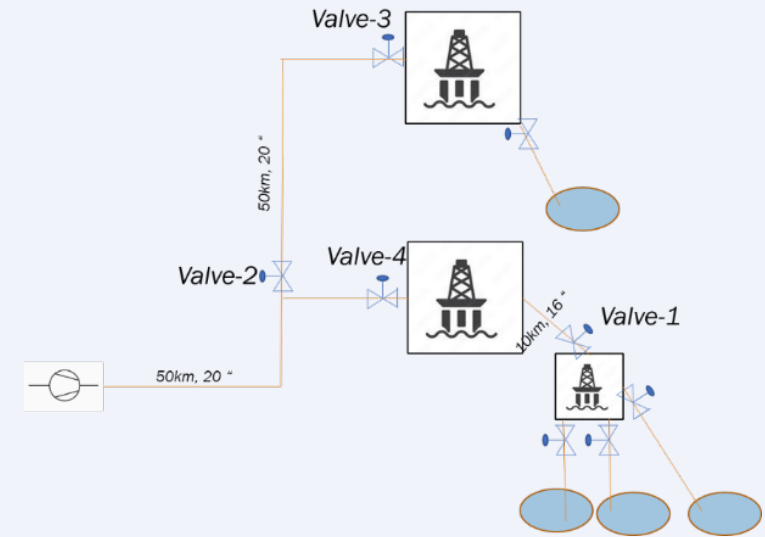 Valve-3
50km, 20 “
Valve-2
Valve-4
10km, 16 “
Valve-1
50km, 20 “